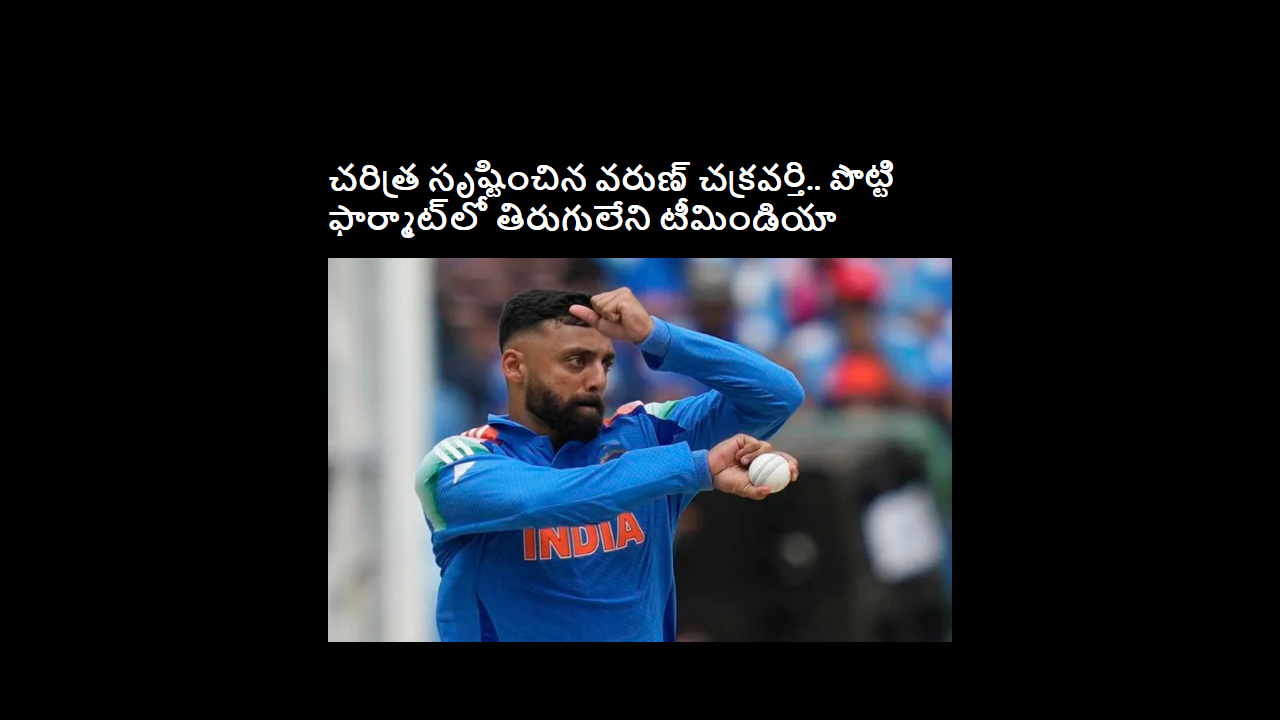 చరిత్ర సృష్టించిన వరుణ్ చక్రవర్తి.. పొట్టి
ఫార్మాట్‌లో తిరుగులేని టీమిండియా
INDIA